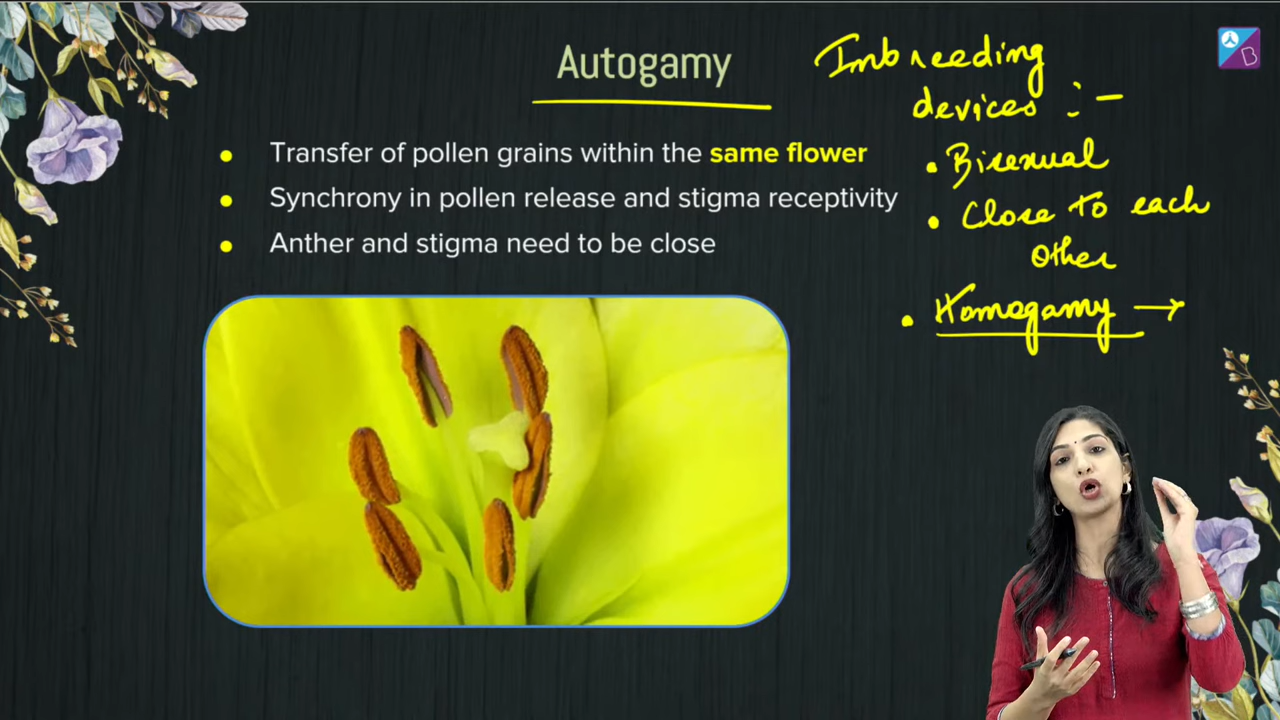 Autogamy
Transfer of pollen grains within the same flower
Synchrony in pollen release and stigma receptivity
Anther and stigma need to be close
Inbreeding
devices :-
• Bisexual
• Close to each
other
• Homogamy →
B